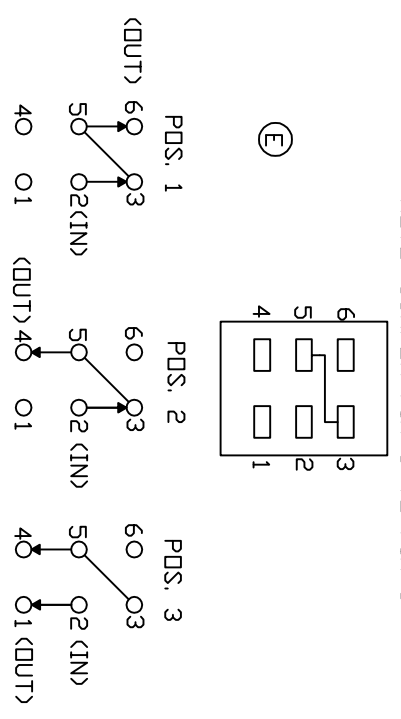 6 3
5 2
4 1
E
POS. 1
(OUT) 6 3
5 2(IN)
4 1
POS. 2
6 3
5 2 (IN)
(OUT) 4 1
POS. 3
6 3
5 2 (IN)
4 1 (OUT)